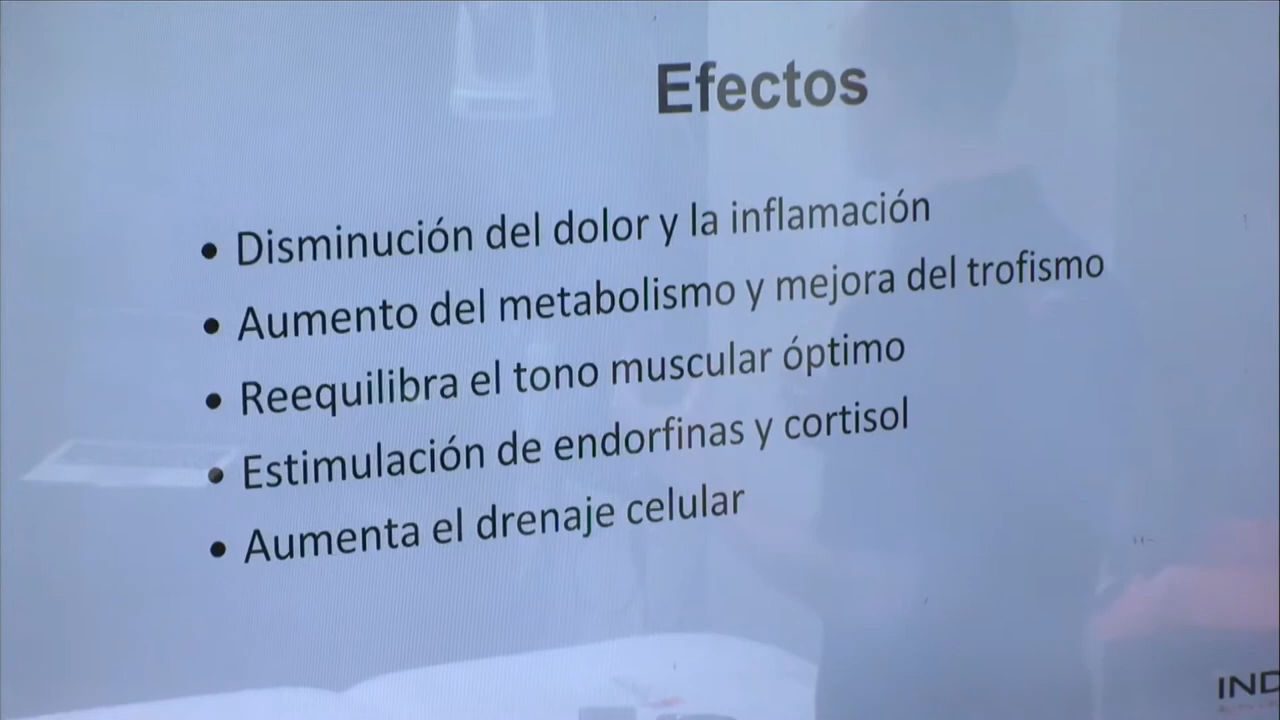 Efectos
• Disminución del dolor y la inflamación
• Aumento del metabolismo y mejora del trofismo
• Reequilibra el tono muscular óptimo
• Estimulación de endorfinas y cortisol
• Aumenta el drenaje celular
IND